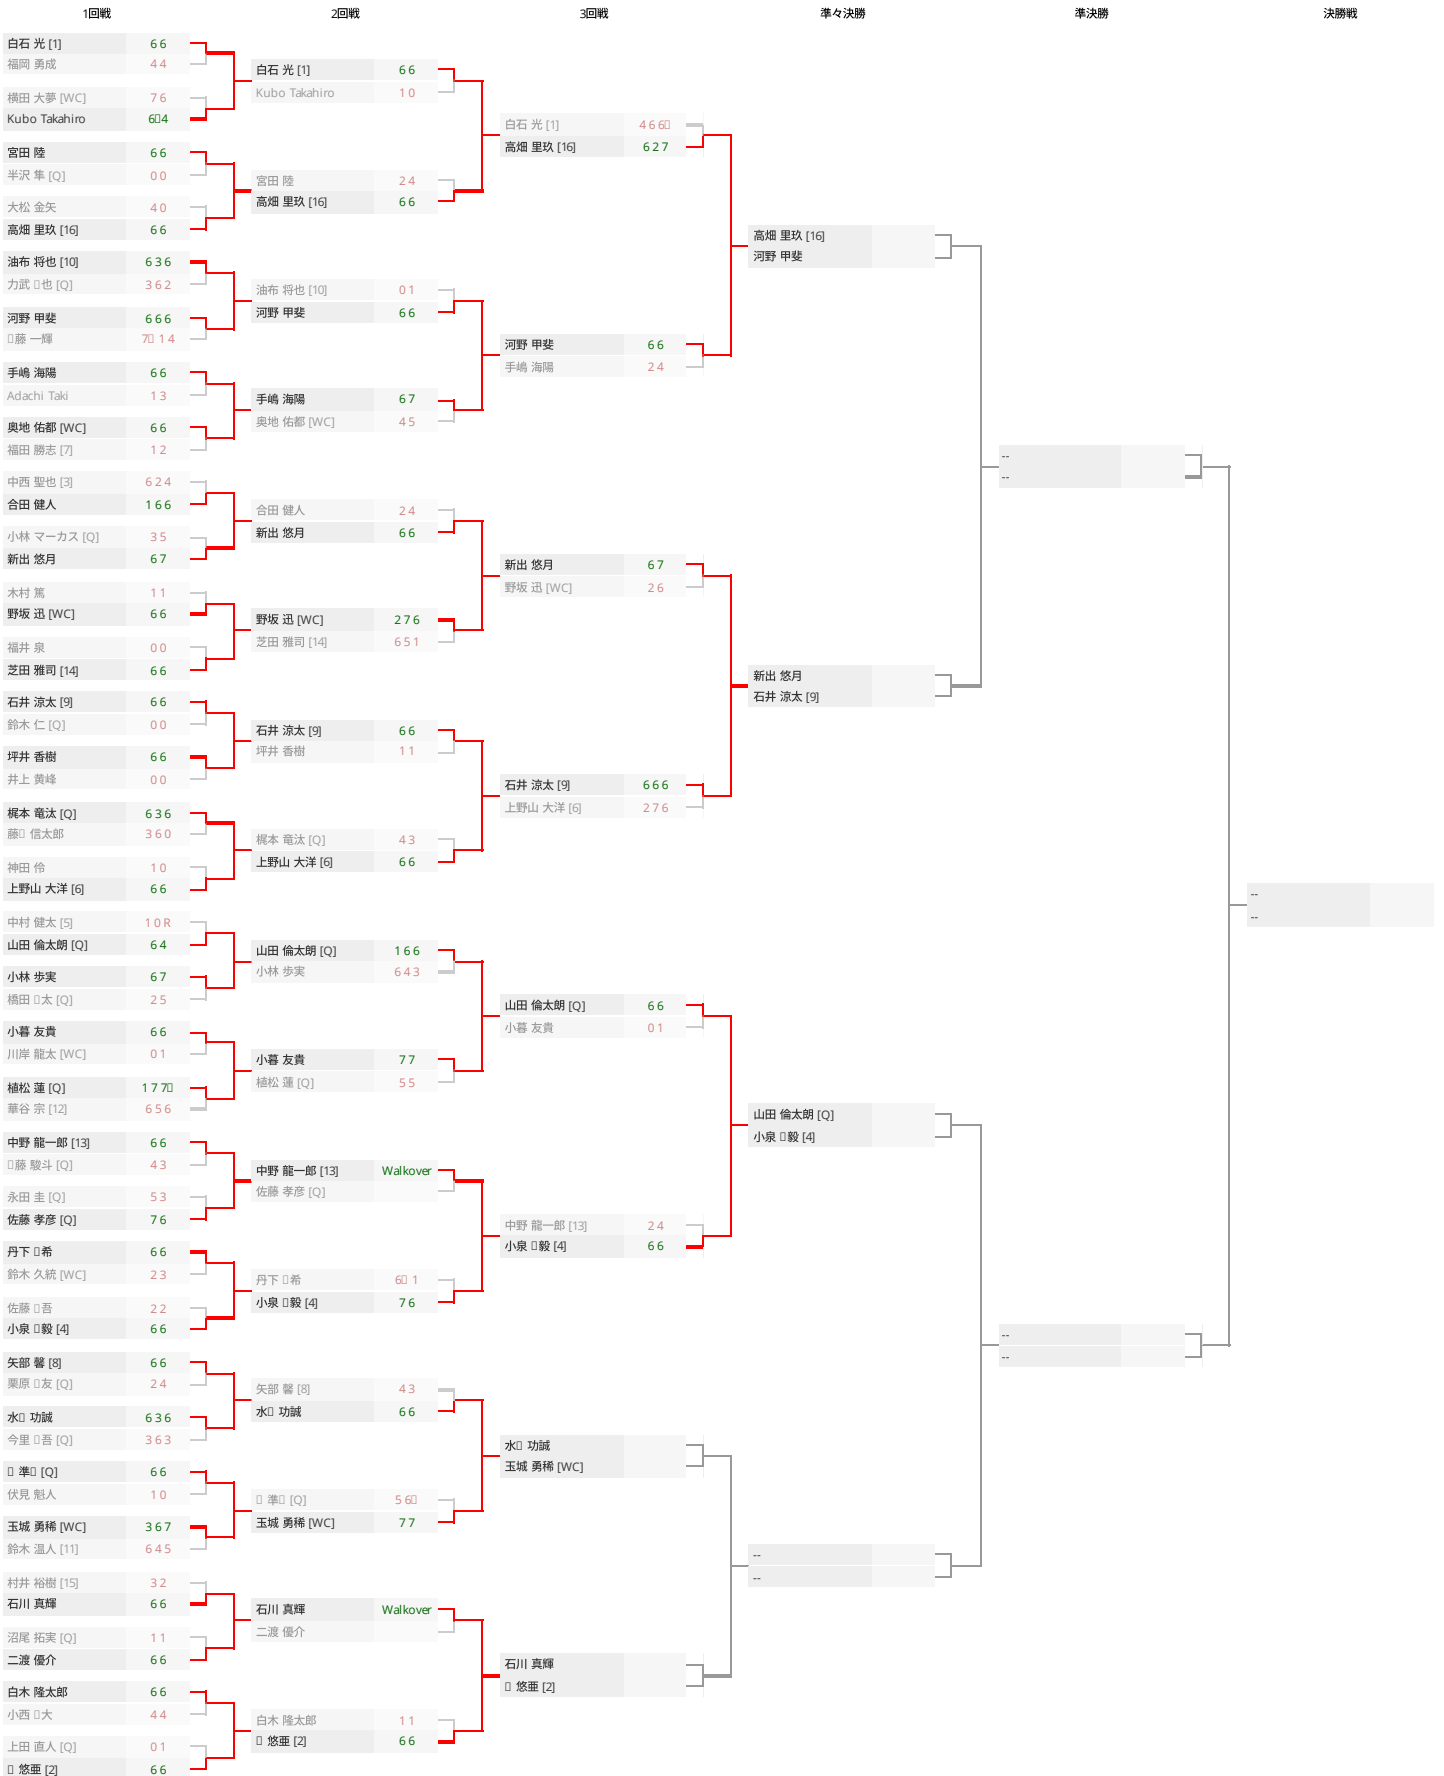 1回戦
2回戦
3回戦
準々決勝
準決勝
決勝戦
白石 光 [1] 6 6
福岡 勇成 4 4
横田 大夢 [WC] 7 6
Kubo Takahiro 6 4
宮田 陸 6 6
半沢 隼 [Q] 0 0
大松 金矢 4 0
高畑 里玖 [16] 6 6
油布 将也 [10] 6 3 6
力武 也 [Q] 3 6 2
河野 甲斐 6 6 6
藤 一輝 7 1 4
手嶋 海陽 6 6
Adachi Taki 1 3
奥地 佑都 [WC] 6 6
福田 勝志 [7] 1 2
中西 聖也 [3] 6 2 4
合田 健人 1 6 6
小林 マーカス [Q] 3 5
新出 悠月 6 7
木村 篤 1 1
野坂 迅 [WC] 6 6
福井 泉 0 0
芝田 雅司 [14] 6 6
石井 涼太 [9] 6 6
鈴木 仁 [Q] 0 0
坪井 香樹 6 6
井上 黄峰 0 0
梶本 竜汰 [Q] 6 3 6
藤 信太郎 3 6 0
神田 伶 1 0
上野山 大洋 [6] 6 6
中村 健太 [5] 1 0 R
山田 倫太朗 [Q] 6 4
小林 歩実 6 7
橋田 太 [Q] 2 5
小暮 友貴 6 6
川岸 龍太 [WC] 0 1
植松 蓮 [Q] 1 7 7
華谷 宗 [12] 6 5 6
中野 龍一郎 [13] 6 6
藤 駿斗 [Q] 4 3
永田 圭 [Q] 5 3
佐藤 孝彦 [Q] 7 6
丹下 希 6 6
鈴木 久統 [WC] 2 3
佐藤 吾 2 2
小泉 毅 [4] 6 6
矢部 馨 [8] 6 6
栗原 友 [Q] 2 4
水 功誠 6 3 6
今里 吾 [Q] 3 6 3
準 [Q] 6 6
伏見 魁人 1 0
玉城 勇稀 [WC] 3 6 7
鈴木 温人 [11] 6 4 5
村井 裕樹 [15] 3 2
石川 真輝 6 6
沼尾 拓実 [Q] 1 1
二渡 優介 6 6
白木 隆太郎 6 6
小西 大 4 4
上田 直人 [Q] 0 1
悠亜 [2] 6 6
白石 光 [1] 6 6
Kubo Takahiro 1 0
宮田 陸 2 4
高畑 里玖 [16] 6 6
油布 将也 [10] 0 1
河野 甲斐 6 6
手嶋 海陽 6 7
奥地 佑都 [WC] 4 5
合田 健人 2 4
新出 悠月 6 6
野坂 迅 [WC] 2 7 6
芝田 雅司 [14] 6 5 1
石井 涼太 [9] 6 6
坪井 香樹 1 1
梶本 竜汰 [Q] 4 3
上野山 大洋 [6] 6 6
山田 倫太朗 [Q] 1 6 6
小林 歩実 6 4 3
小暮 友貴 7 7
植松 蓮 [Q] 5 5
中野 龍一郎 [13] Walkover
佐藤 孝彦 [Q]
丹下 希 6 1
小泉 毅 [4] 7 6
矢部 馨 [8] 4 3
水 功誠 6 6
準 [Q] 5 6
玉城 勇稀 [WC] 7 7
石川 真輝 Walkover
二渡 優介
白木 隆太郎 1 1
悠亜 [2] 6 6
白石 光 [1] 4 6 6
高畑 里玖 [16] 6 2 7
河野 甲斐 6 6
手嶋 海陽 2 4
新出 悠月 6 7
野坂 迅 [WC] 2 6
石井 涼太 [9] 6 6 6
上野山 大洋 [6] 2 7 6
山田 倫太朗 [Q] 6 6
小暮 友貴 0 1
中野 龍一郎 [13] 2 4
小泉 毅 [4] 6 6
水 功誠
玉城 勇稀 [WC]
石川 真輝
悠亜 [2]
高畑 里玖 [16]
河野 甲斐
新出 悠月
石井 涼太 [9]
山田 倫太朗 [Q]
小泉 毅 [4]
--
--
--
--
--
--
--
--